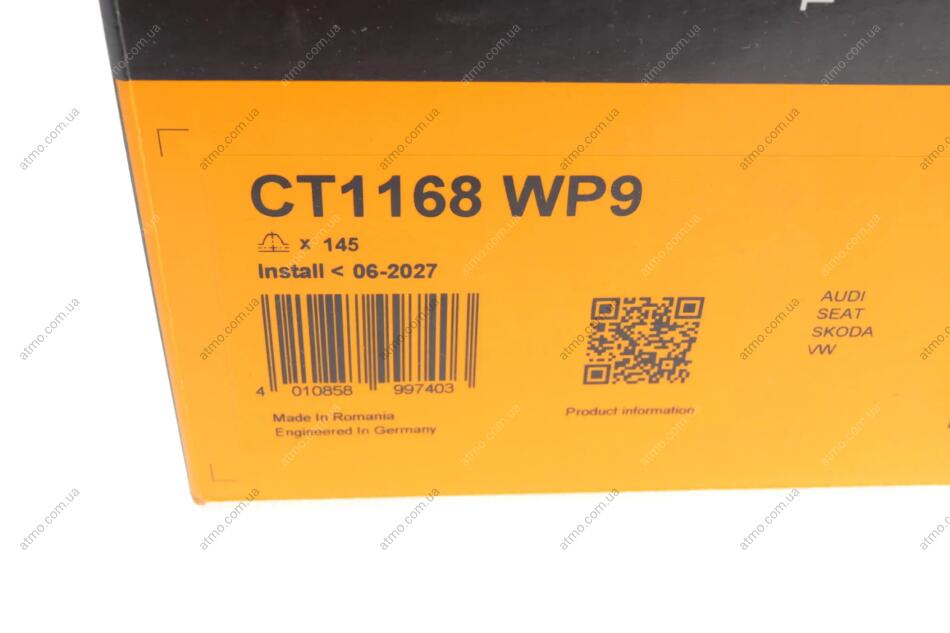 CT1168 WP9
x 145
Install < 06-2027
4 010858 997403
Made In Romania
Engineered In Germany
Product information
AUDI
SEAT
SKODA
VW
atmo.com.ua